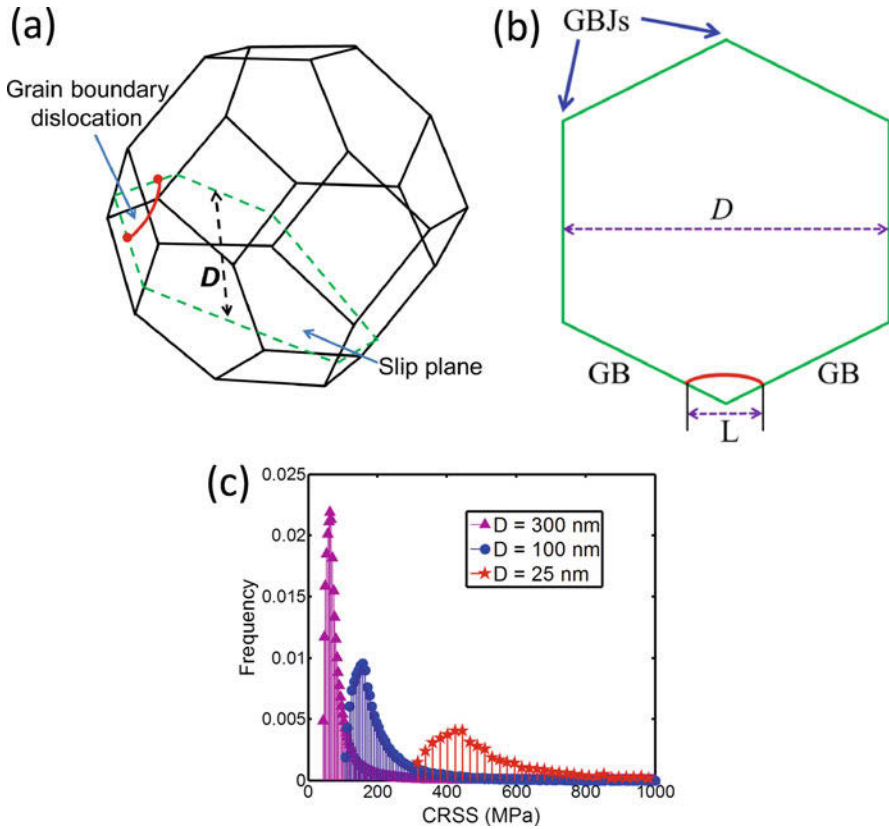 (a)
Grain boundary
dislocation
D
Slip plane
(b)
GBJs
D
GB
GB
L
(c)
0.025
0.02
0.015
0.01
0.005
0
Frequency
D = 300 nm
D = 100 nm
D = 25 nm
0 200 400 600 800 1000
CRSS (MPa)